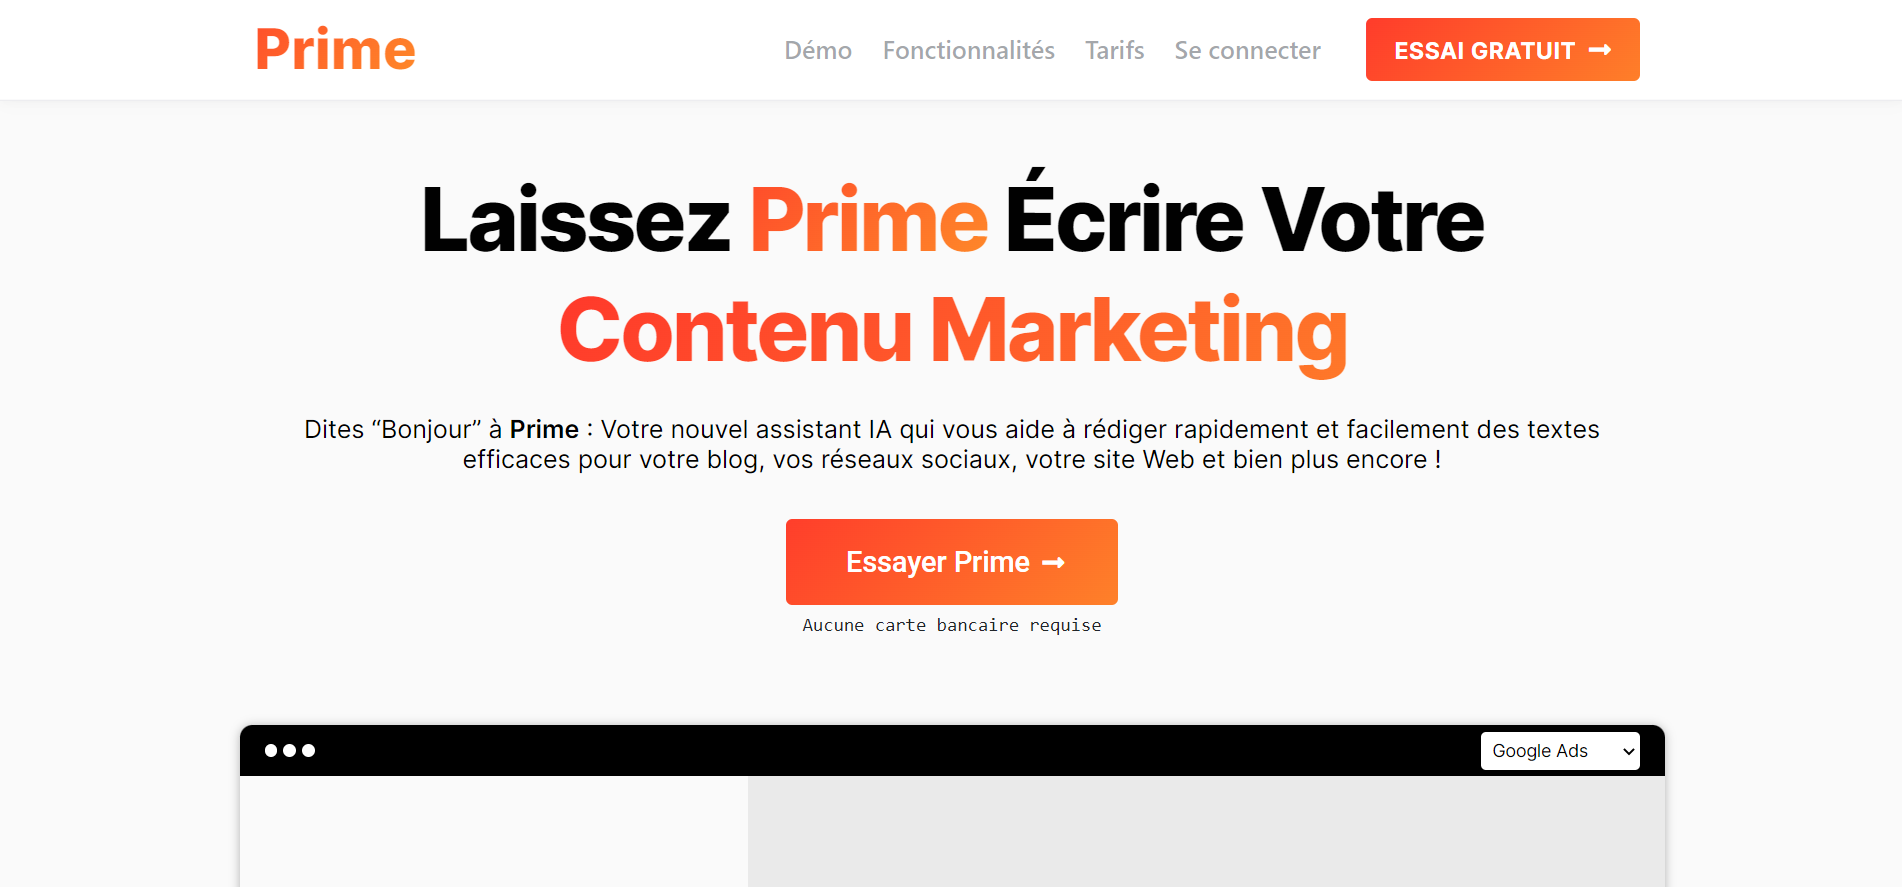 Prime
Démo Fonctionnalités Tarifs Se connecter ESSAI GRATUIT
Laissez Prime Écrire Votre
Contenu Marketing
Dites “Bonjour” à Prime : Votre nouvel assistant IA qui vous aide à rédiger rapidement et facilement des textes
efficaces pour votre blog, vos réseaux sociaux, votre site Web et bien plus encore !
Essayer Prime
Aucune carte bancaire requise
Google Ads